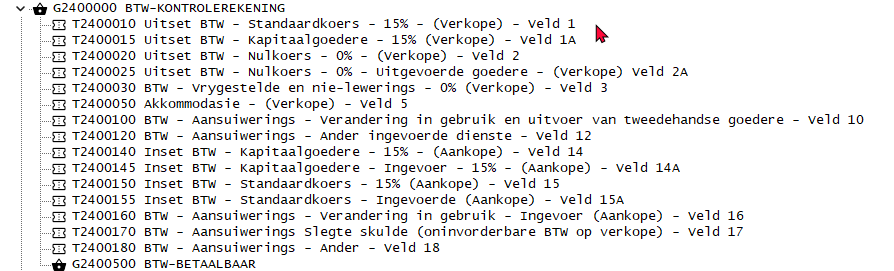 G2400000 BTW-KONTROLEREKENING
T2400010 Uitset BTW - Standaardkoers - 15% - (Verkope) - Veld 1
T2400015 Uitset BTW - Kapitaalgoedere - 15% (Verkope) - Veld 1A
T2400020 Uitset BTW - Nulkoers - 0% - (Verkope) - Veld 2
T2400025 Uitset BTW - Nulkoers - 0% - Uitgevoerde goedere - (Verkope) Veld 2A
T2400030 BTW - Vrygestelde en nie-lewerings - 0% (Verkope) - Veld 3
T2400050 Akkommodasie - (Verkope) - Veld 5
T2400100 BTW - Aansuiwerings - Verandering in gebruik en uitvoer van tweedehandse goedere - Veld 10
T2400120 BTW - Aansuiwerings - Ander ingevoerde dienste - Veld 12
T2400140 Inset BTW - Kapitaalgoedere - 15% - (Aankope) - Veld 14
T2400145 Inset BTW - Kapitaalgoedere - Ingevoer - 15% - (Aankope) - Veld 14A
T2400150 Inset BTW - Standaardkoers - 15% (Aankope) - Veld 15
T2400155 Inset BTW - Standaardkoers - Ingevoerde (Aankope) - Veld 15A
T2400160 BTW - Aansuiwerings - Verandering in gebruik - Ingevoer (Aankope) - Veld 16
T2400170 BTW - Aansuiwerings Slegte skulde (oninvorderbare BTW op verkope) - Veld 17
T2400180 BTW - Aansuiwerings - Ander - Veld 18
G2400500 BTW-BETAALBAAR